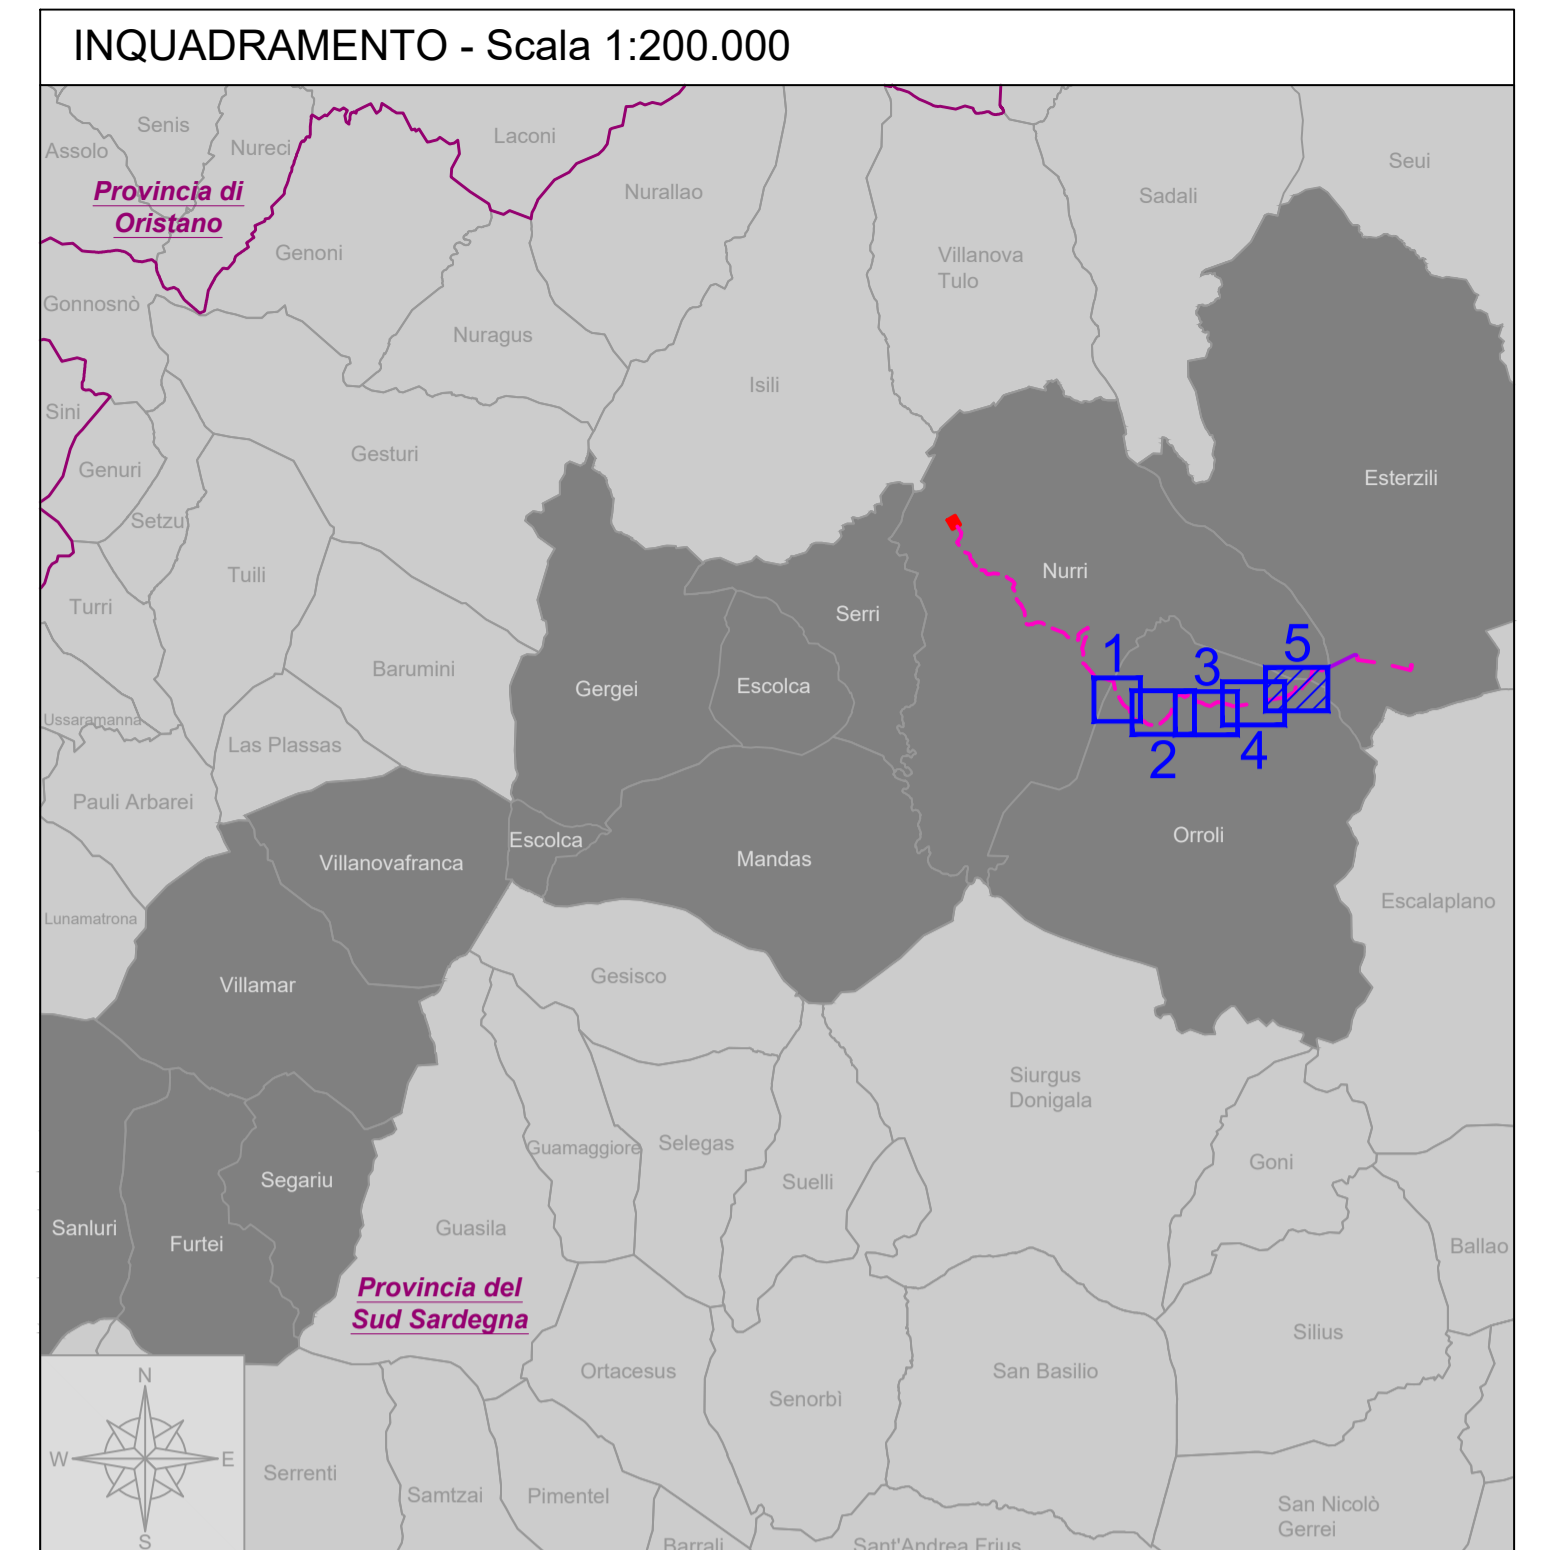 INQUADRAMENTO - Scala 1:200.000
Senis
Assolo
Nureci
Laconi
Seui
Provincia di
Oristano
Nurallao
Sadali
Genoni
Villanova
Tulo
Gonnosnò
Nuragus
Isili
Sini
Gesturi
Genuri
Esterzili
Setzu
Tuili
Nurri
Turri
Serri
Barumini
Gergei
Escolca
1
3
5
Ussaramanna
Las Plassas
2
4
Pauli Arbarei
Escolca
Orroli
Villanovafranca
Mandas
Lunamatrona
Escalaplano
Villamar
Gesisco
Siurgus
Donigala
Guamaggiore
Selegas
Goni
Segariu
Suelli
Sanluri
Furtei
Guasila
Ballao
Provincia del
Sud Sardegna
Silius
Ortacesus
San Basilio
Senorbì
N
W
E
S
Serrenti
Samtzai
Pimentel
San Nicolò
Gerrei
Barrali
Sant'Andrea Frius